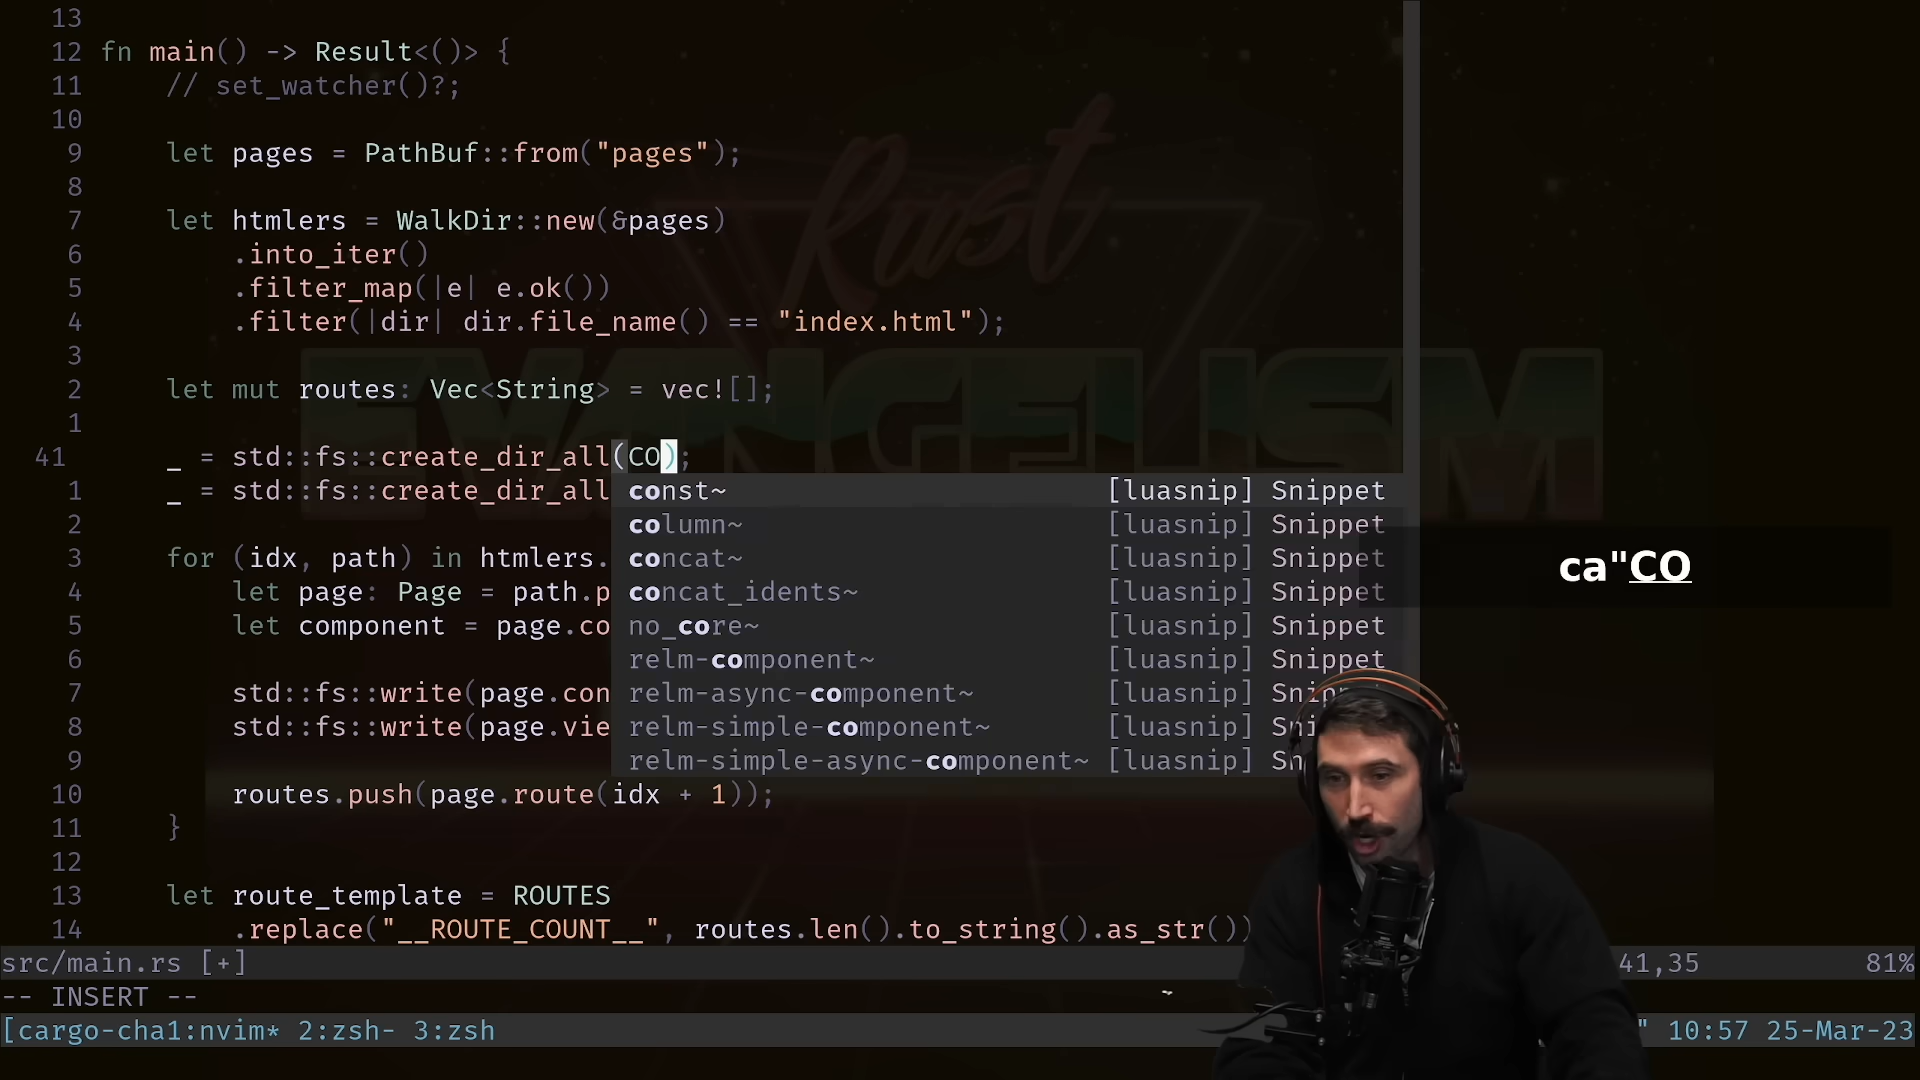 13
12 fn main() -> Result<()> {
11 // set_watcher()?;
10
9 let pages = PathBuf::from("pages");
8
7 let htmlers = WalkDir::new(&pages)
6 .into_iter()
5 .filter_map(|e| e.ok())
4 .filter(|dir| dir.file_name() == "index.html");
3
2 let mut routes: Vec<String> = vec![];
1
41 _ = std::fs::create_dir_all(CO);
1 _ = std::fs::create_dir_all
2
3 for (idx, path) in htmlers.
4 let page: Page = path.p
5 let component = page.co
6
7 std::fs::write(page.con
8 std::fs::write(page.vie
9
10 routes.push(page.route(idx + 1));
11 }
12
13 let route_template = ROUTES
14 .replace("__ROUTE_COUNT__", routes.len().to_string().as_str())
const~ [luasnip] Snippet
column~ [luasnip] Snippet
concat~ [luasnip] Snippet
concat_idents~ [luasnip] Snippet
no_core~ [luasnip] Snippet
relm-component~ [luasnip] Snippet
relm-async-component~ [luasnip] Snip
relm-simple-component~ [luasnip] Sni
relm-simple-async-component~ [luasnip] Sn
Rust
EVANGELISM
ca"CO
src/main.rs [+] 41,35 81%
-- INSERT --
[cargo-cha1:nvim* 2:zsh- 3:zsh " 10:57 25-Mar-23